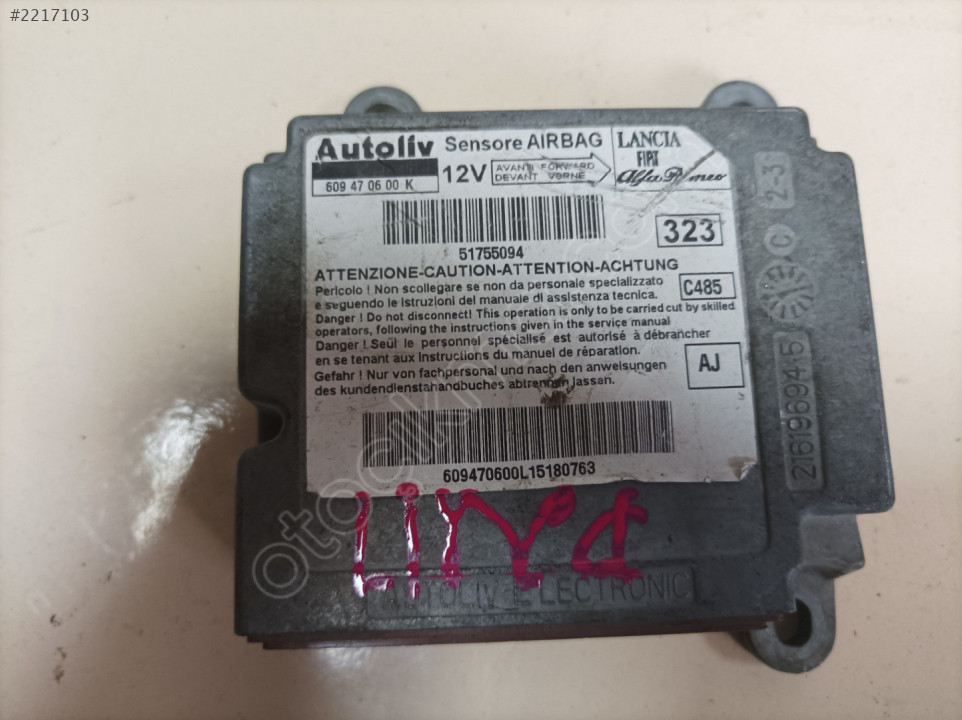 #2217103
Autoliv
Sensore AIRBAG
LANCIA
FIAT
Alfa Romeo
609 47 06 00 K
12V
AVANTI FORWARD
DEVANT VORNE
51755094
323
ATTENZIONE-CAUTION-ATTENTION-ACHTUNG
Pericolo ! Non scollegare se non da personale specializzato
e seguendo le istruzioni del manuale di assistenza tecnica.
C485
Danger ! Do not disconnect! This operation is only to be carried out by skilled
operators, following the instructions given in the service manual
Danger ! Seul le personnel spécialisé est autorisé à débrancher
en se tenant aux instructions du manuel de réparation.
AJ
Gefahr ! Nur von fachpersonal und nach den anweisungen
des kundendienstahandbuches abtrennen lassen.
609470600L15180763
AUTOLIV ELECTRONIC
2161969415
C
2-3